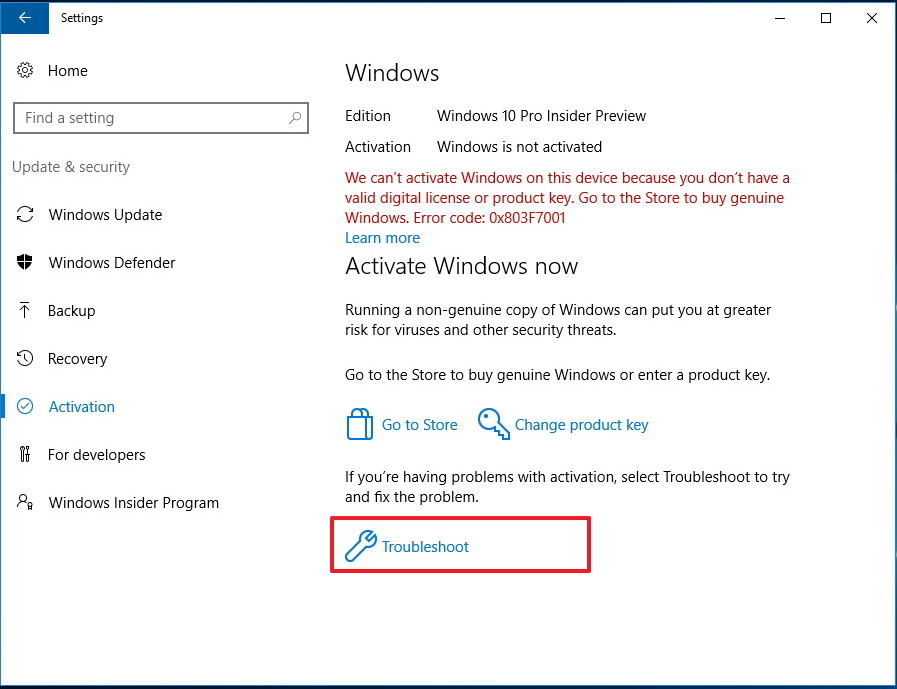 Settings
Home
Find a setting
Update & security
Windows Update
Windows Defender
Backup
Recovery
Activation
For developers
Windows Insider Program
Windows
Edition Windows 10 Pro Insider Preview
Activation Windows is not activated
We can't activate Windows on this device because you don't have a
valid digital license or product key. Go to the Store to buy genuine
Windows. Error code: 0x803F7001
Learn more
Activate Windows now
Running a non-genuine copy of Windows can put you at greater
risk for viruses and other security threats.
Go to the Store to buy genuine Windows or enter a product key.
Go to Store Change product key
If you're having problems with activation, select Troubleshoot to try
and fix the problem.
Troubleshoot